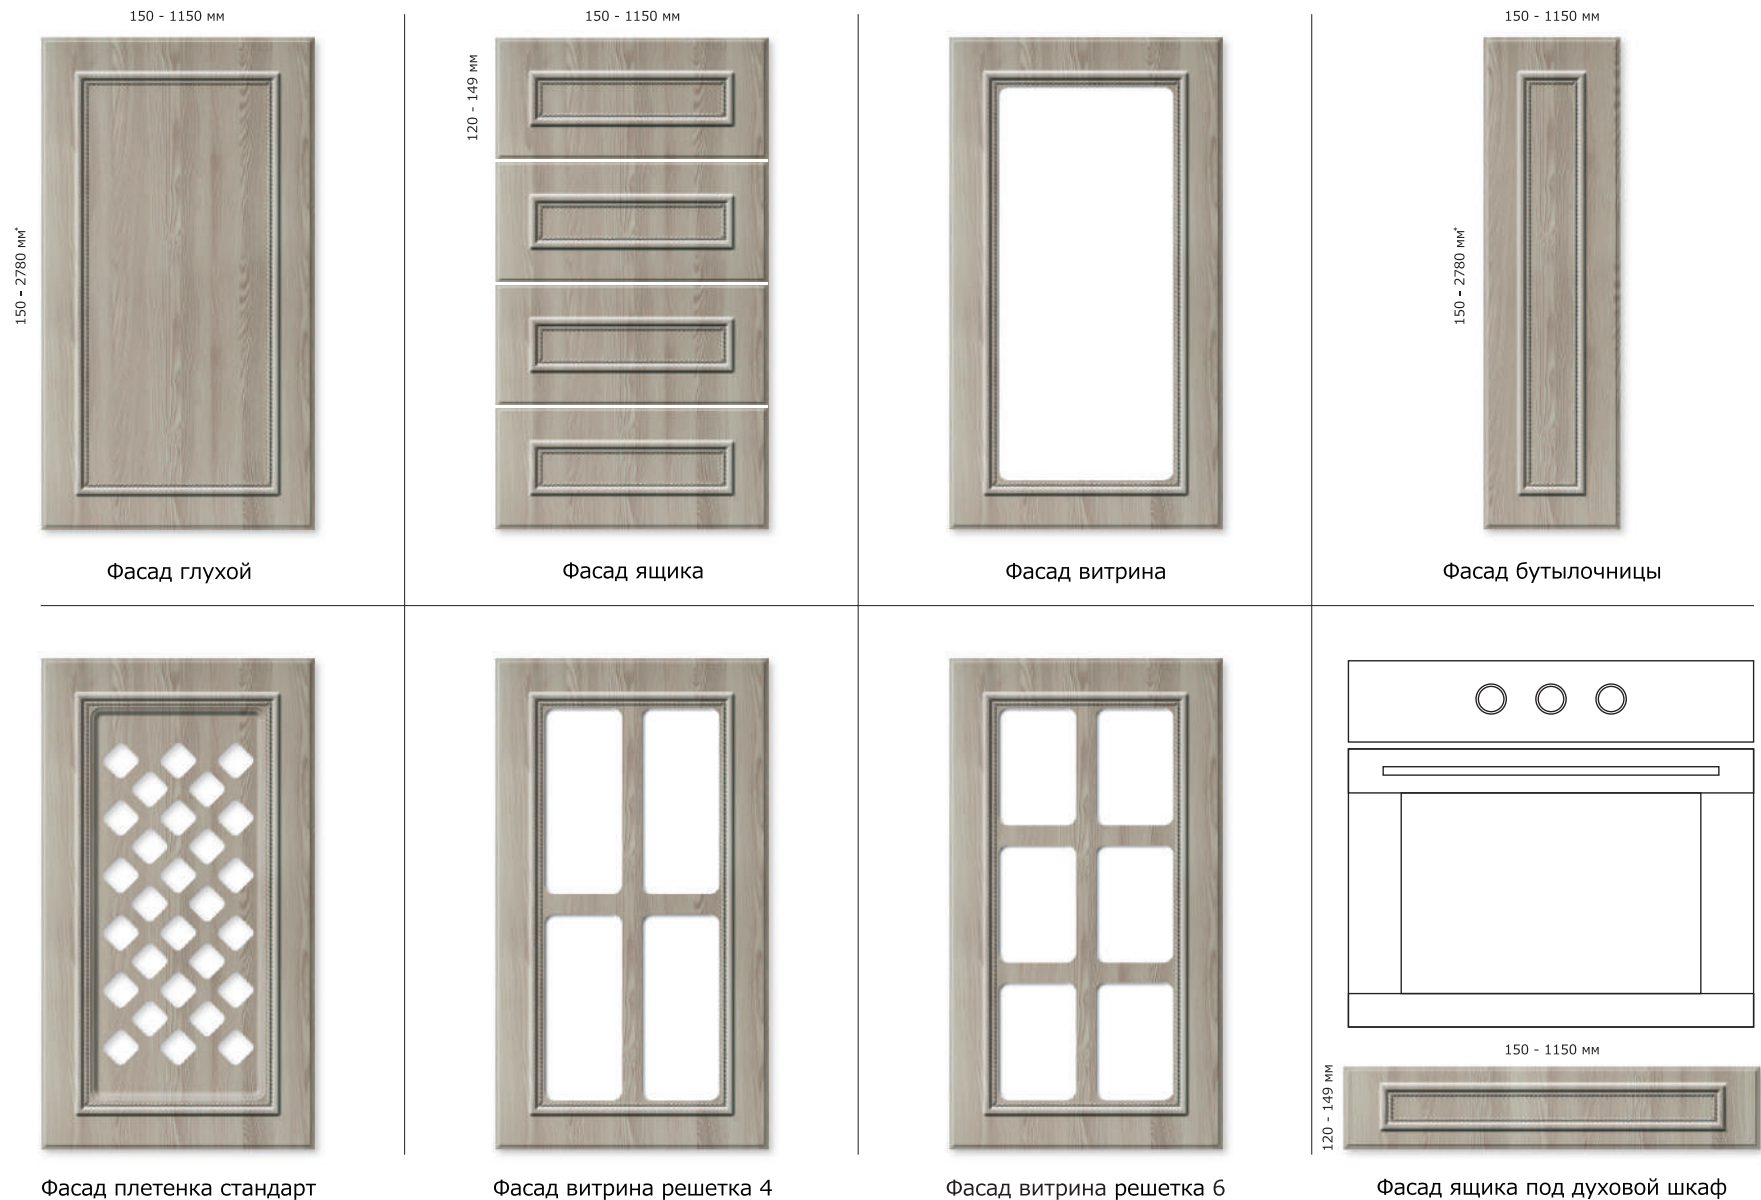 150 - 1150 мм
150 - 1150 мм
150 - 1150 мм
120 - 149 мм
150 - 2780 мм*
150 - 2780 мм*
Фасад глухой
Фасад ящика
Фасад витрина
Фасад бутылочницы
150 - 1150 мм
120 - 149 мм
Фасад плетенка стандарт
Фасад витрина решетка 4
Фасад витрина решетка 6
Фасад ящика под духовой шкаф